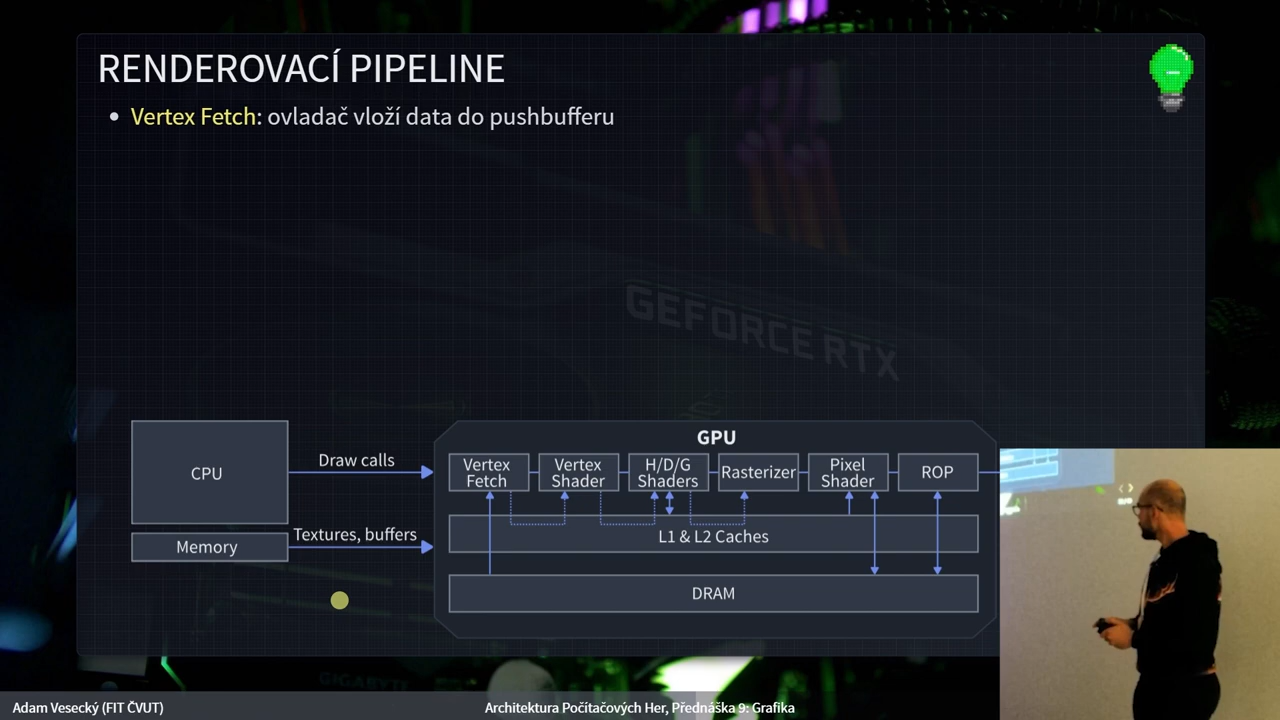 RENDEROVACÍ PIPELINE
Vertex Fetch: ovladač vloží data do pushbufferu
GEFORCE RTX
GPU
CPU
Draw calls
Vertex Fetch
Vertex Shader
H/D/G Shaders
Rasterizer
Pixel Shader
ROP
Memory
Textures, buffers
L1 & L2 Caches
DRAM
GIGABYTE
Adam Vesecký (FIT ČVUT)
Architektura Počítačových Her, Přednáška 9: Grafika